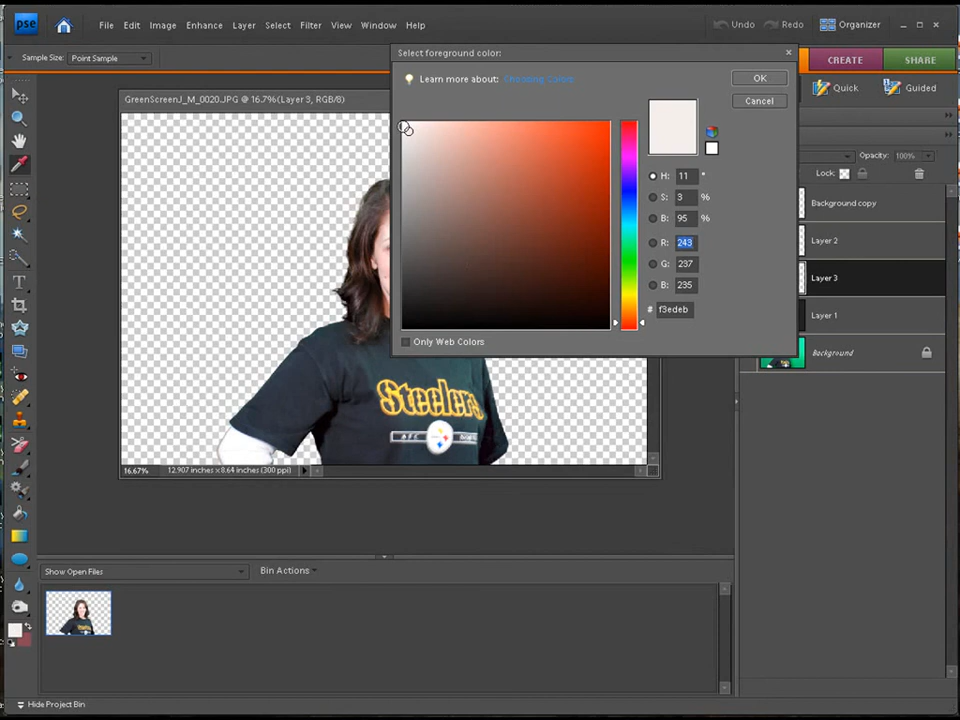 pse
File Edit Image Enhance Layer Select Filter View Window Help
Undo Redo Organizer
Sample Size: Point Sample
CREATE SHARE
Quick Guided
Select foreground color:
Learn more about: Choosing Colors
OK
Cancel
H: 11 °
S: 3 %
B: 95 %
R: 243
G: 237
B: 235
# f3edeb
Only Web Colors
GreenScreenJ_M_0020.JPG @ 16.7%(Layer 3, RGB/8)
Opacity: 100%
Lock:
Background copy
Layer 2
Layer 3
Layer 1
Background
Steelers
16.67% 12.907 inches x 8.64 inches (300 ppi)
Show Open Files Bin Actions
Hide Project Bin